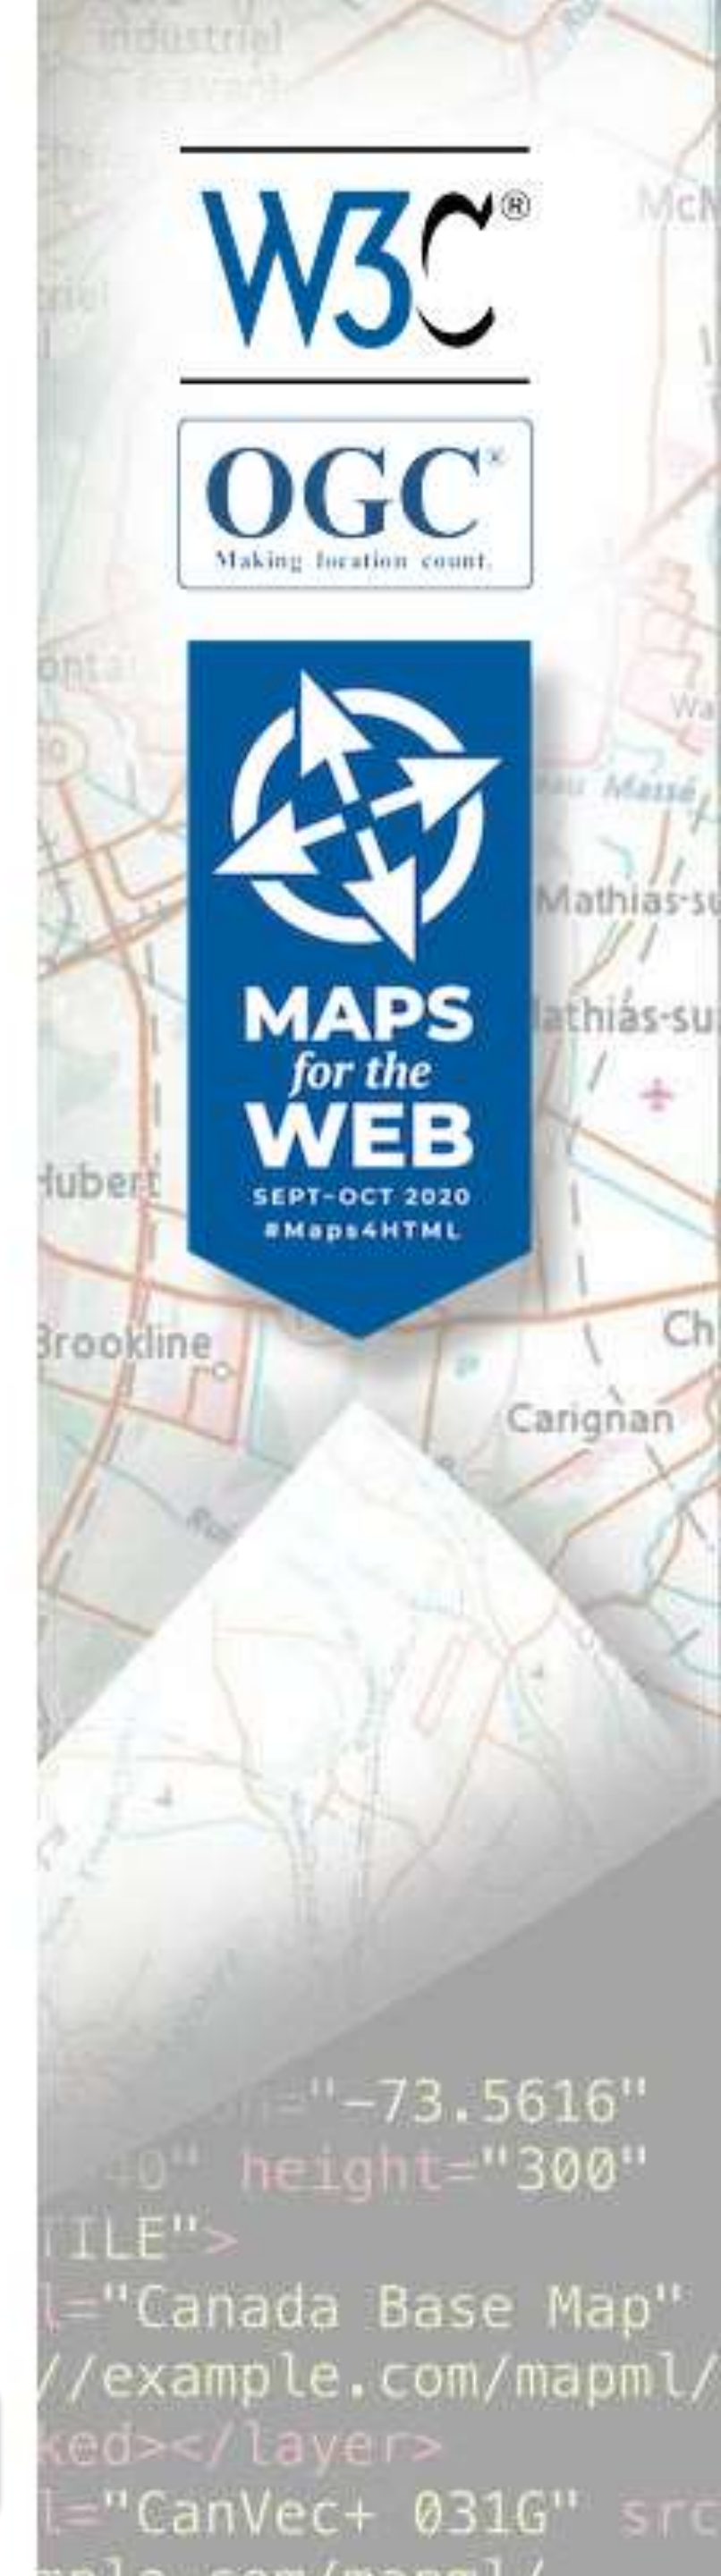 industriel
W3C®
OGC®
Making location count.
MAPS
for the
WEB
SEPT-OCT 2020
#Maps4HTML
Massé
Mathias-su
athias-su
Hubert
Brookline
Ch
Carignan
="-73.5616"
40" height="300"
TILE">
l="Canada Base Map"
//example.com/mapml/
ked></layer>
l="CanVec+ 031G" src